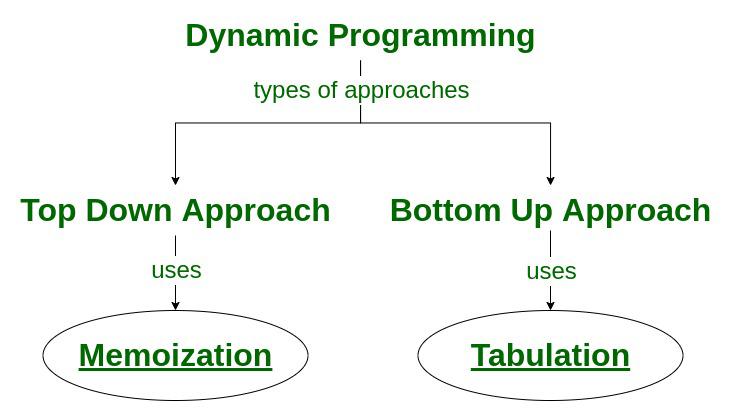 Dynamic Programming
types of approaches
Top Down Approach
Bottom Up Approach
uses
uses
Memoization
Tabulation